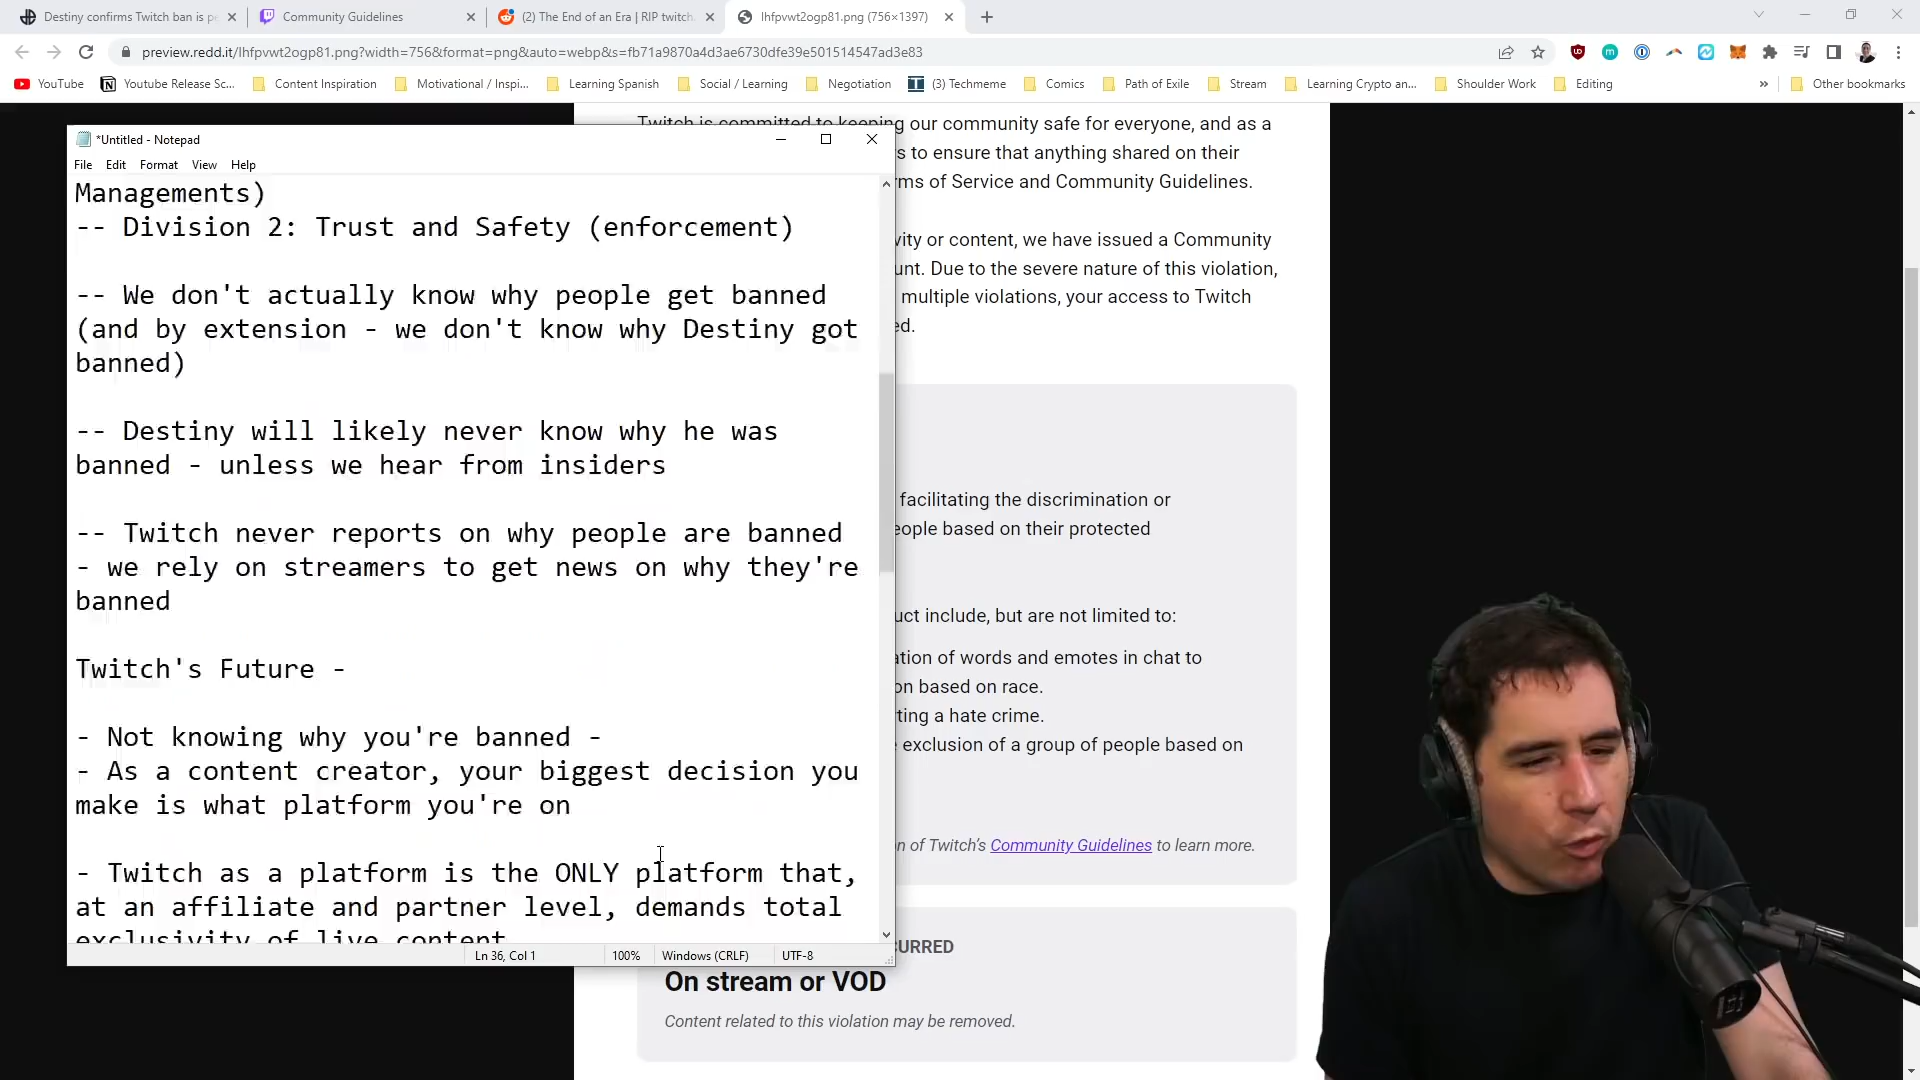 Destiny confirms Twitch ban is pe
Community Guidelines
(2) The End of an Era | RIP twitch.
lhfpvwt2ogp81.png (756×1397)
preview.redd.it/lhfpvwt2ogp81.png?width=756&format=png&auto=webp&s=fb71a9870a4d3ae6730dfe39e501514547ad3e83
YouTube
Youtube Release Sc...
Content Inspiration
Motivational / Inspi...
Learning Spanish
Social / Learning
Negotiation
(3) Techmeme
Comics
Path of Exile
Stream
Learning Crypto an...
Shoulder Work
Editing
»
Other bookmarks
Twitch is committed to keeping our community safe for everyone, and as a
s to ensure that anything shared on their
rms of Service and Community Guidelines.
vity or content, we have issued a Community
unt. Due to the severe nature of this violation,
multiple violations, your access to Twitch
ed.
facilitating the discrimination or
eople based on their protected
uct include, but are not limited to:
ation of words and emotes in chat to
on based on race.
ting a hate crime.
e exclusion of a group of people based on
n of Twitch's Community Guidelines to learn more.
CURRED
On stream or VOD
Content related to this violation may be removed.
*Untitled - Notepad
File Edit Format View Help
Managements)
-- Division 2: Trust and Safety (enforcement)
-- We don't actually know why people get banned
(and by extension - we don't know why Destiny got
banned)
-- Destiny will likely never know why he was
banned - unless we hear from insiders
-- Twitch never reports on why people are banned
- we rely on streamers to get news on why they're
banned
Twitch's Future -
- Not knowing why you're banned -
- As a content creator, your biggest decision you
make is what platform you're on
- Twitch as a platform is the ONLY platform that,
at an affiliate and partner level, demands total
exclusivity of live content
Ln 36, Col 1
100%
Windows (CRLF)
UTF-8